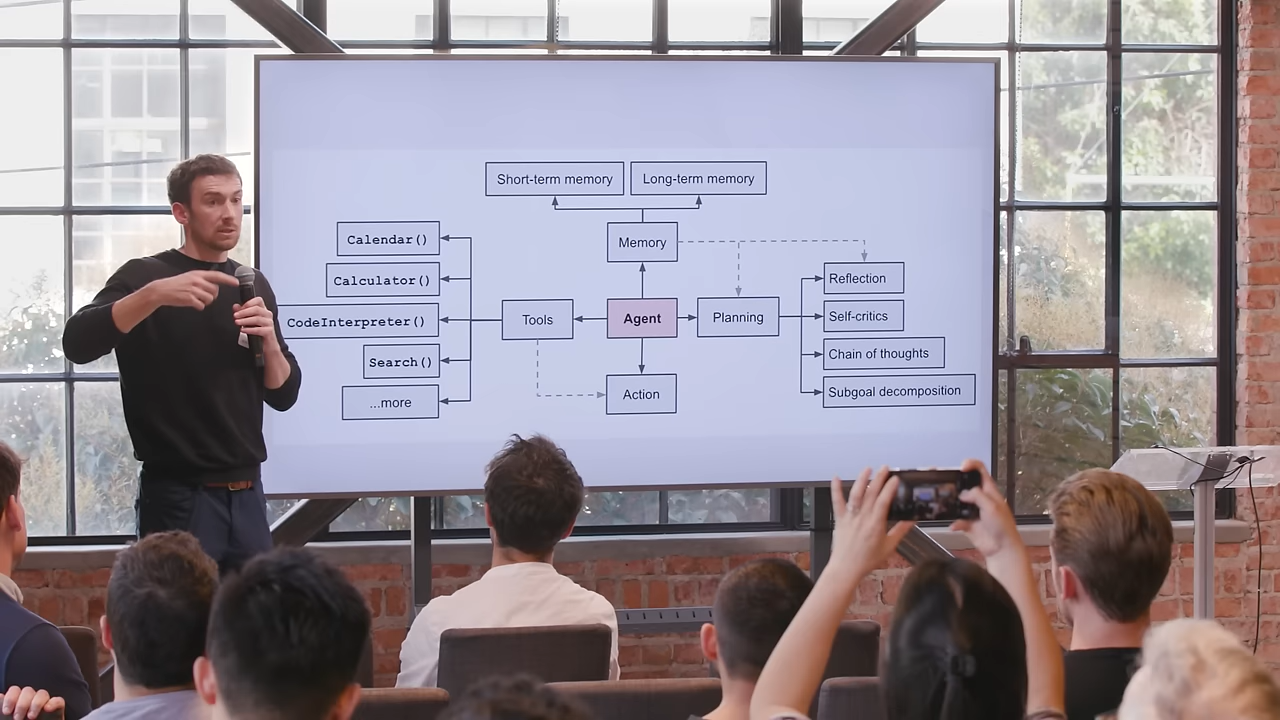 Short-term memory
Long-term memory
Memory
Calendar()
Calculator()
CodeInterpreter()
Search()
...more
Tools
Agent
Action
Planning
Reflection
Self-critics
Chain of thoughts
Subgoal decomposition